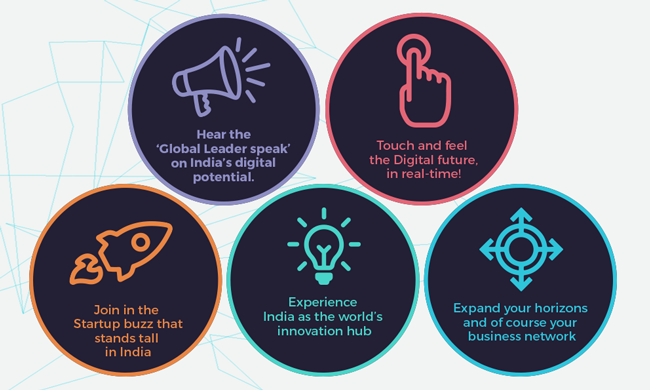 Hear the
‘Global Leader speak’
on India’s digital
potential.
Touch and feel
the Digital future,
in real-time!
Join in the
Startup buzz that
stands tall
in India
Experience
India as the world’s
innovation hub
Expand your horizons
and of course your
business network